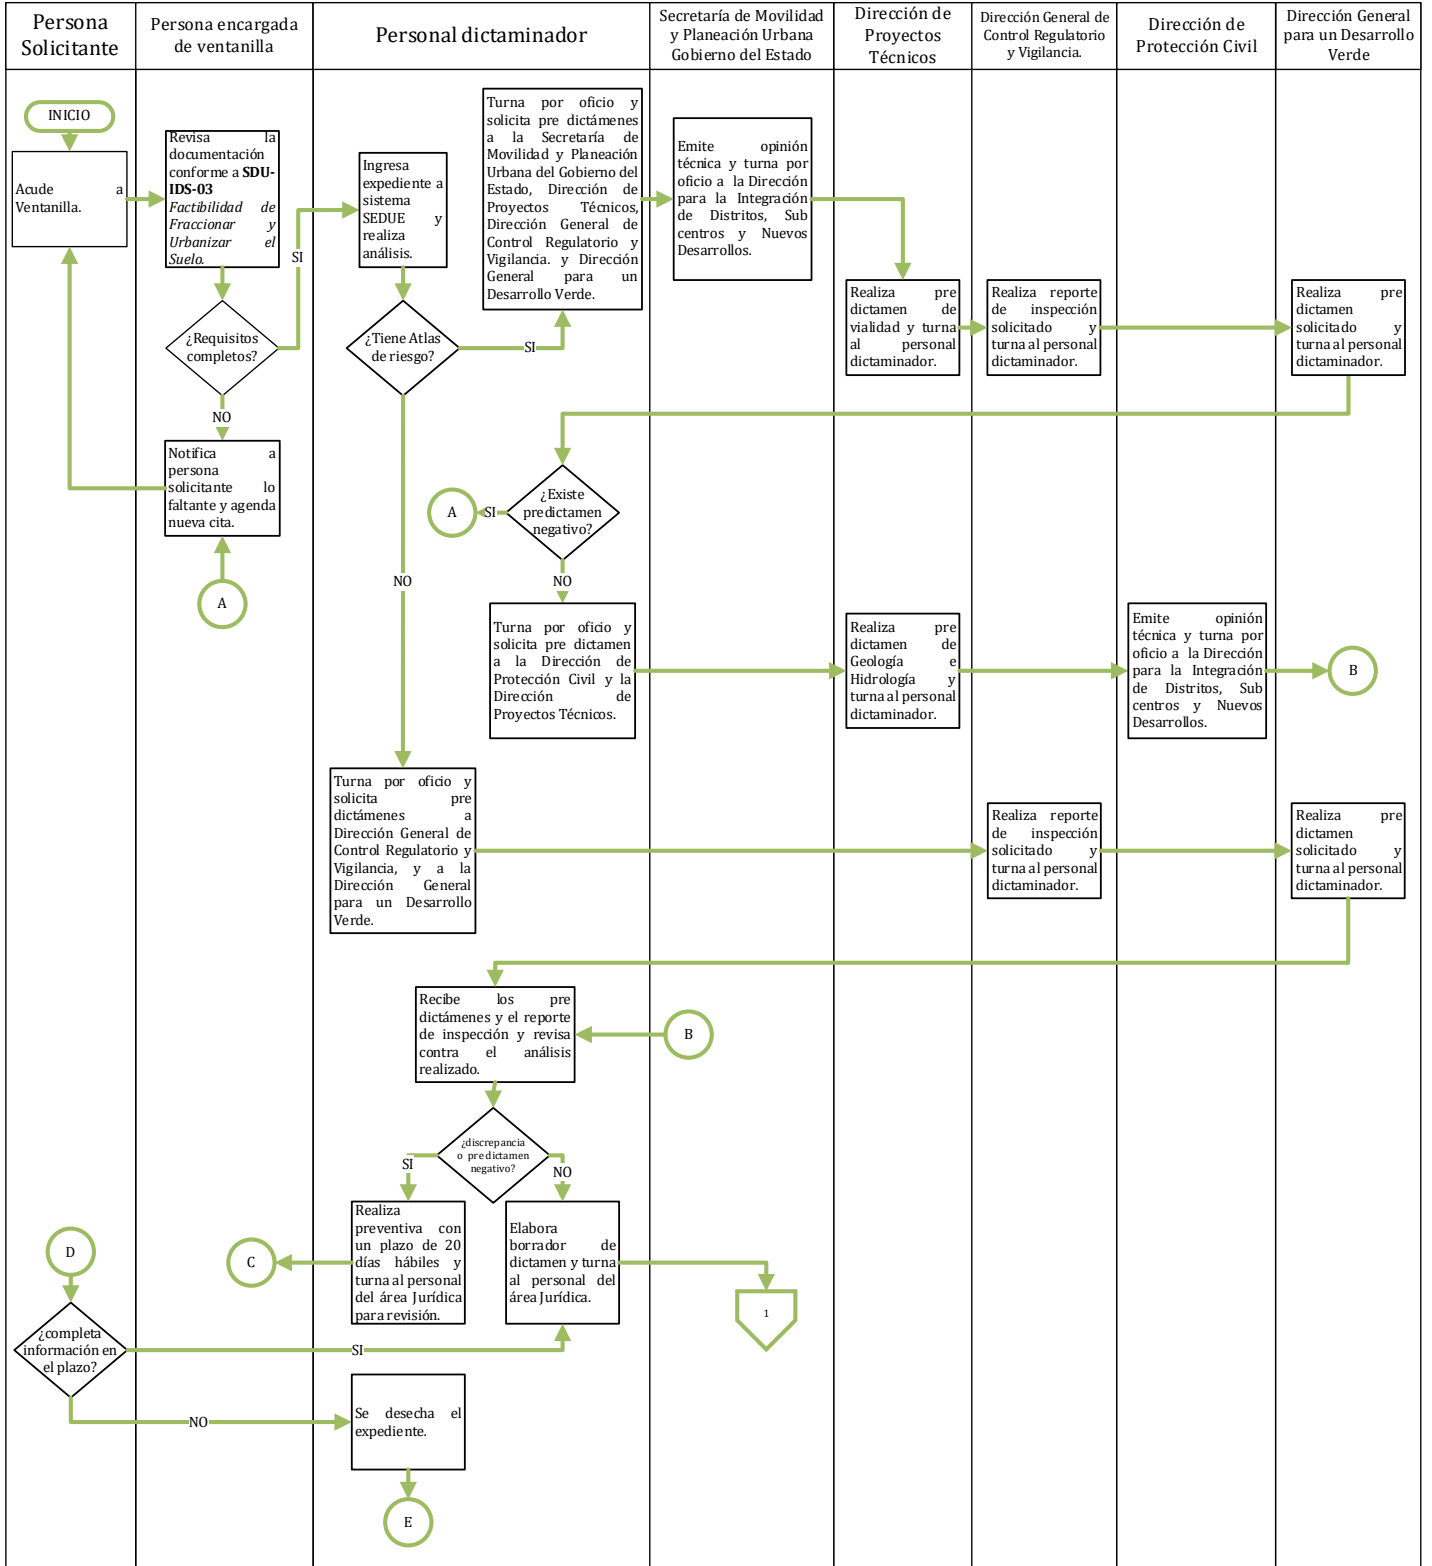 Persona
Solicitante
Persona encargada
de ventanilla
Personal dictaminador
Secretaría de Movilidad
y Planeación Urbana
Gobierno del Estado
Dirección de
Proyectos
Técnicos
Dirección General de
Control Regulatorio
y Vigilancia.
Dirección de
Protección Civil
Dirección General
para un Desarrollo
Verde
INICIO
Acude a
Ventanilla.
Revisa la
documentación
conforme a SDU-
IDS-03
Factibilidad de
Fraccionar y
Urbanizar el
Suelo.
SI
¿Requisitos
completos?
NO
Notifica a
persona
solicitante lo
faltante y agenda
nueva cita.
A
Ingresa
expediente a
sistema
SEDUE y
realiza
análisis.
¿Tiene Atlas
de riesgo?
SI
NO
Turna por oficio y
solicita pre dictámenes
a la Secretaría de
Movilidad y Planeación
Urbana del Gobierno del
Estado, Dirección de
Proyectos Técnicos,
Dirección General de
Control Regulatorio y
Vigilancia. y Dirección
General para un
Desarrollo Verde.
Emite opinión
técnica y turna por
oficio a la Dirección
para la Integración
de Distritos, Sub
centros y Nuevos
Desarrollos.
Realiza pre
dictamen de
vialidad y turna
al personal
dictaminador.
Realiza reporte
de inspección
solicitado y
turna al personal
dictaminador.
Realiza pre
dictamen
solicitado y
turna al personal
dictaminador.
¿Existe
predictamen
negativo?
SI
A
NO
Turna por oficio y
solicita pre dictamen
a la Dirección de
Protección Civil y la
Dirección de
Proyectos Técnicos.
Realiza pre
dictamen de
Geología e
Hidrología y
turna al personal
dictaminador.
Emite opinión
técnica y turna por
oficio a la Dirección
para la Integración
de Distritos, Sub
centros y Nuevos
Desarrollos.
B
Turna por oficio y
solicita pre
dictámenes a
Dirección General de
Control Regulatorio y
Vigilancia, y a la
Dirección General
para un Desarrollo
Verde.
Realiza reporte
de inspección
solicitado y
turna al personal
dictaminador.
Realiza pre
dictamen
solicitado y
turna al personal
dictaminador.
Recibe los pre
dictámenes y el reporte
de inspección y revisa
contra el análisis
realizado.
B
¿discrepancia
o predictamen
negativo?
SI
NO
Realiza
preventiva con
un plazo de 20
días hábiles y
turna al personal
del área Jurídica
para revisión.
C
Elabora
borrador de
dictamen y turna
al personal del
área Jurídica.
1
D
¿completa
información en
el plazo?
SI
NO
Se desecha el
expediente.
E